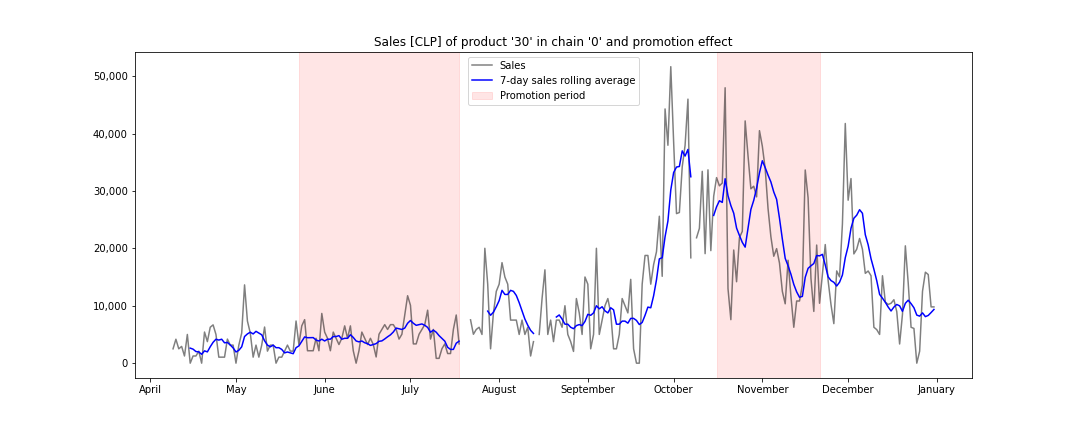 Sales [CLP] of product '30' in chain '0' and promotion effect
Sales
7-day sales rolling average
Promotion period
50,000
40,000
30,000
20,000
10,000
0
April May June July August September October November December January